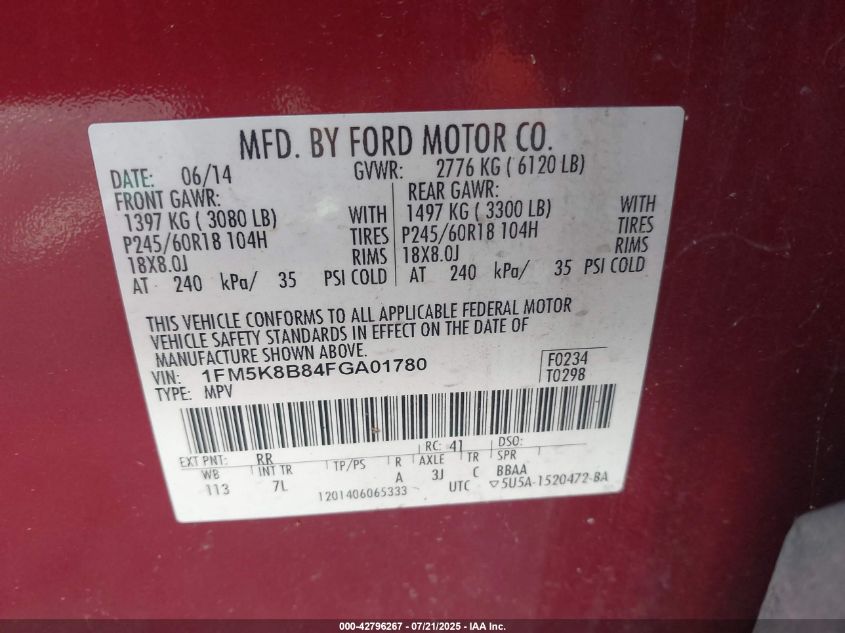 MFD. BY FORD MOTOR CO.
DATE: 06/14 GVWR: 2776 KG ( 6120 LB)
FRONT GAWR: REAR GAWR:
1397 KG ( 3080 LB) WITH 1497 KG ( 3300 LB) WITH
P245/60R18 104H TIRES P245/60R18 104H TIRES
18X8.0J RIMS 18X8.0J RIMS
AT 240 kPa/ 35 PSI COLD AT 240 kPa/ 35 PSI COLD
THIS VEHICLE CONFORMS TO ALL APPLICABLE FEDERAL MOTOR
VEHICLE SAFETY STANDARDS IN EFFECT ON THE DATE OF
MANUFACTURE SHOWN ABOVE.
VIN: 1FM5K8B84FGA01780 F0234
TYPE: MPV T0298
EXT PNT: RR RC: 41 DSO:
WB INT TR TP/PS R AXLE TR SPR
113 7L A 3J C BBAA
1201406065333 UTC ▽5U5A-1520472-BA
000-42796267 - 07/21/2025 - IAA Inc.